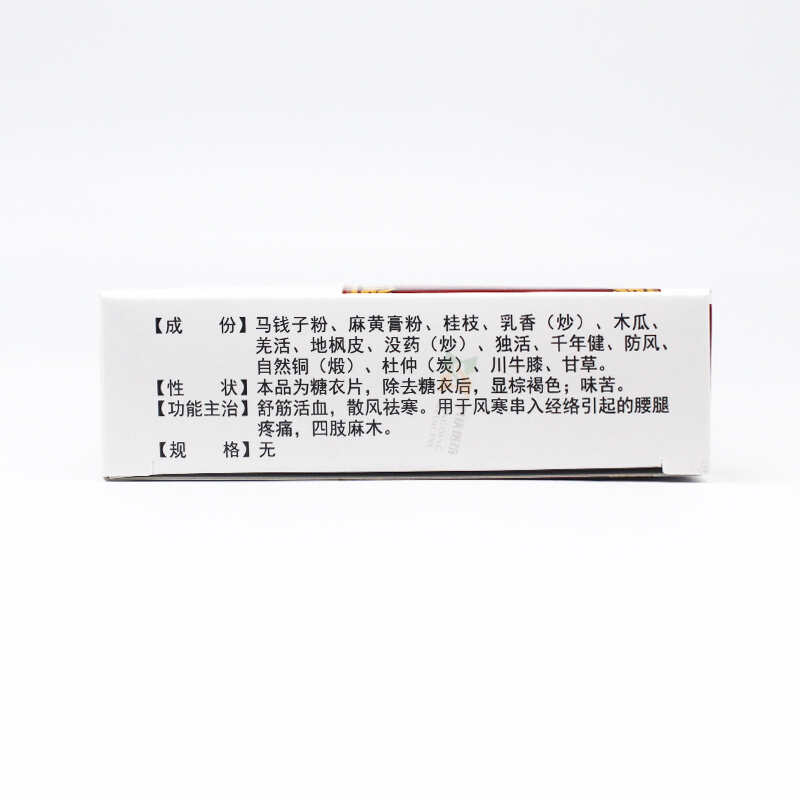 【成 份】马钱子粉、麻黄膏粉、桂枝、乳香（炒）、木瓜、
羌活、地枫皮、没药（炒）、独活、千年健、防风、
自然铜（煅）、杜仲（炭）、川牛膝、甘草。
【性 状】本品为糖衣片，除去糖衣后，显棕褐色；味苦。
【功能主治】舒筋活血，散风祛寒。用于风寒串入经络引起的腰腿
疼痛，四肢麻木。
【规 格】无